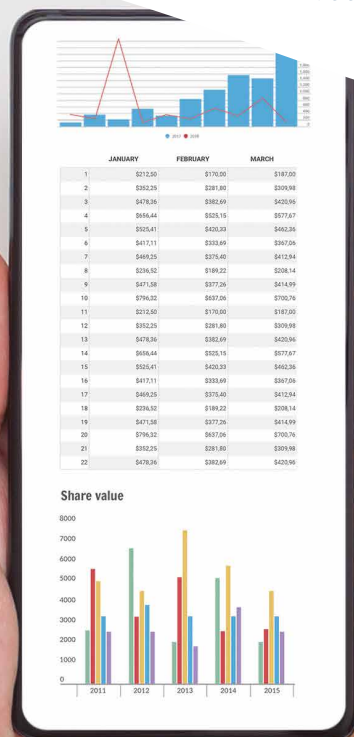 JANUARY FEBRUARY MARCH
1 $212,50 $170,00 $187,00
2 $352,25 $281,80 $309,98
3 $478,36 $382,69 $420,96
4 $656,44 $525,15 $577,67
5 $525,41 $420,33 $462,36
6 $417,11 $333,69 $367,06
7 $469,25 $275,40 $412,94
8 $236,52 $189,22 $208,14
9 $471,58 $377,26 $414,99
10 $796,32 $637,06 $700,76
11 $212,50 $170,00 $187,00
12 $352,25 $281,80 $309,98
13 $478,36 $382,69 $420,96
14 $656,44 $525,15 $577,67
15 $525,41 $420,33 $462,36
16 $417,11 $333,69 $367,06
17 $469,25 $375,40 $412,94
18 $236,52 $189,22 $208,14
19 $471,58 $377,26 $414,99
20 $796,32 $637,06 $700,76
21 $352,25 $281,80 $309,98
22 $478,36 $382,69 $420,96
Share value
8000
7000
6000
5000
4000
3000
2000
1000
0
2011 2012 2013 2014 2015